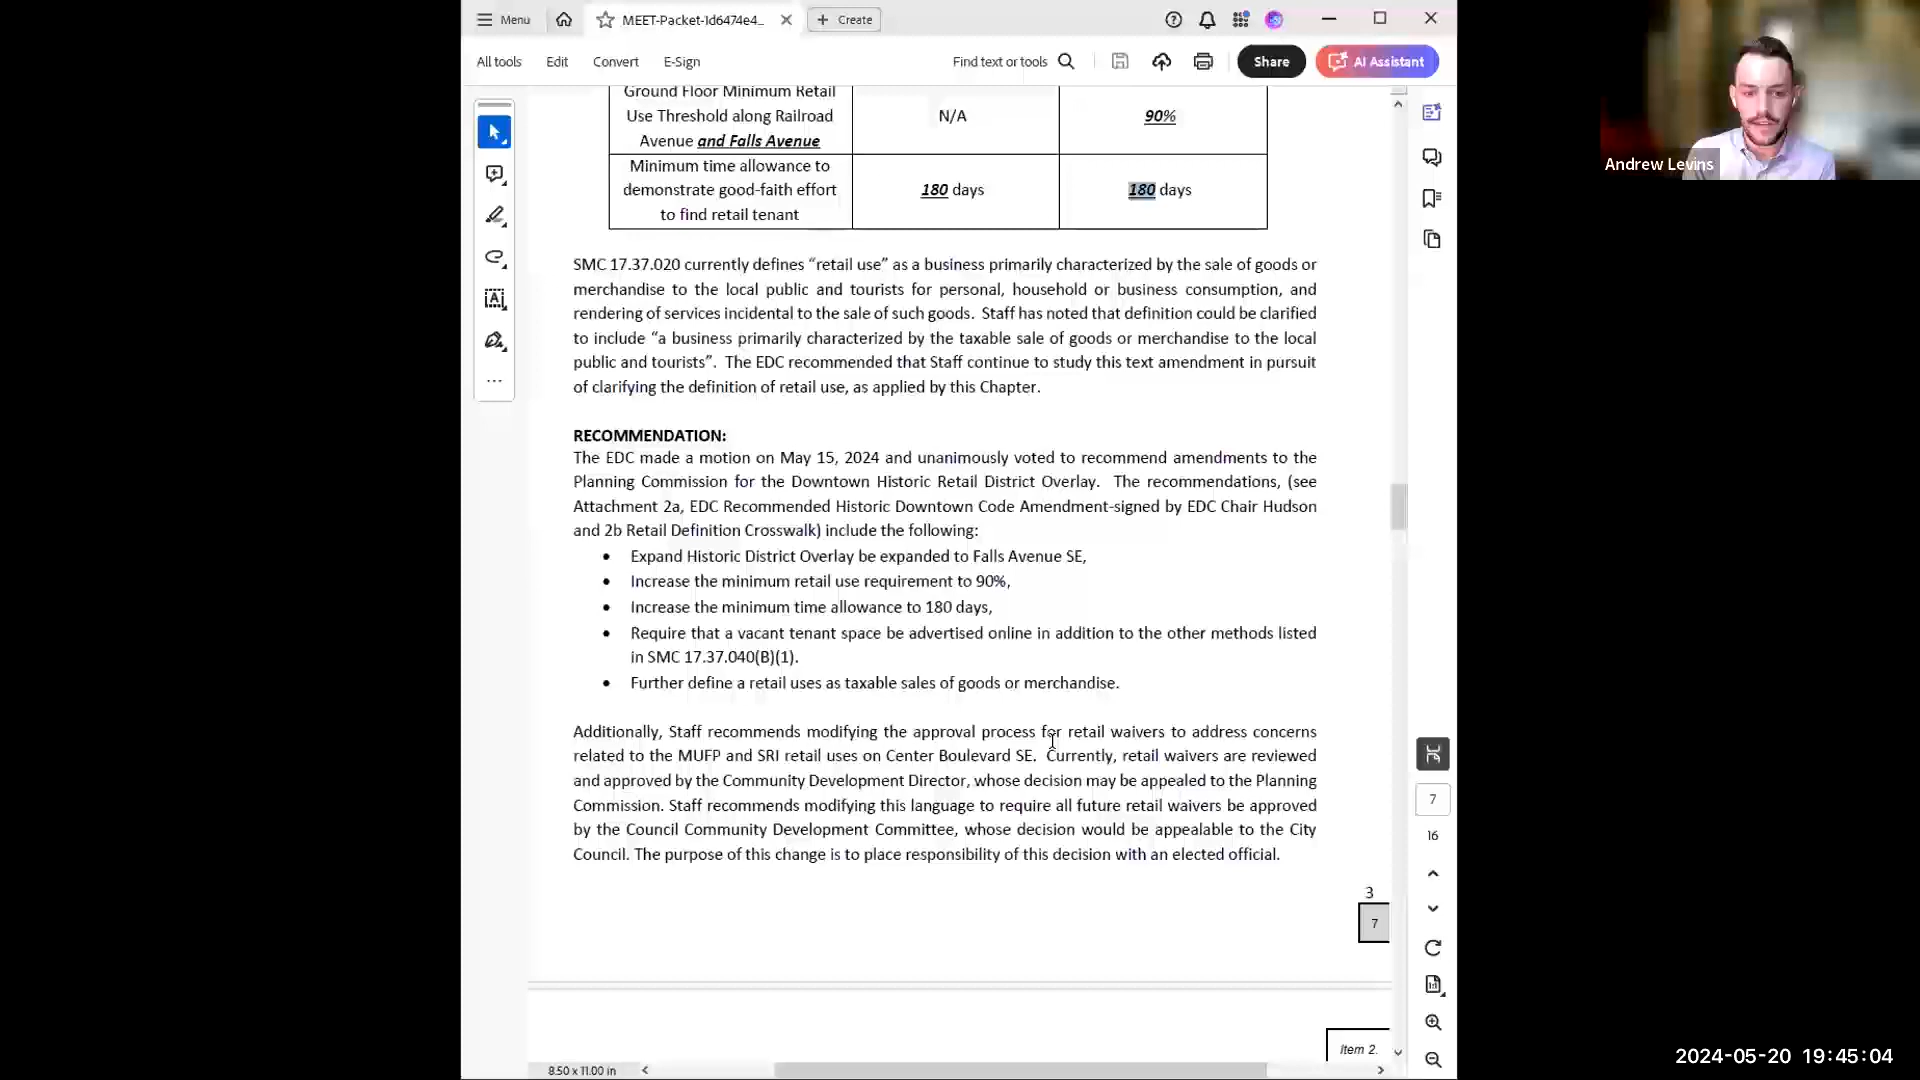 Menu
MEET-Packet-1d6474e4...
Create
All tools
Edit
Convert
E-Sign
Find text or tools
Share
AI Assistant
Andrew Levins
Ground Floor Minimum Retail
Use Threshold along Railroad
Avenue and Falls Avenue
N/A
90%
Minimum time allowance to
demonstrate good-faith effort
to find retail tenant
180 days
180 days
SMC 17.37.020 currently defines “retail use” as a business primarily characterized by the sale of goods or
merchandise to the local public and tourists for personal, household or business consumption, and
rendering of services incidental to the sale of such goods. Staff has noted that definition could be clarified
to include “a business primarily characterized by the taxable sale of goods or merchandise to the local
public and tourists”. The EDC recommended that Staff continue to study this text amendment in pursuit
of clarifying the definition of retail use, as applied by this Chapter.
RECOMMENDATION:
The EDC made a motion on May 15, 2024 and unanimously voted to recommend amendments to the
Planning Commission for the Downtown Historic Retail District Overlay. The recommendations, (see
Attachment 2a, EDC Recommended Historic Downtown Code Amendment-signed by EDC Chair Hudson
and 2b Retail Definition Crosswalk) include the following:
• Expand Historic District Overlay be expanded to Falls Avenue SE,
• Increase the minimum retail use requirement to 90%,
• Increase the minimum time allowance to 180 days,
• Require that a vacant tenant space be advertised online in addition to the other methods listed
in SMC 17.37.040(B)(1).
• Further define a retail uses as taxable sales of goods or merchandise.
Additionally, Staff recommends modifying the approval process for retail waivers to address concerns
related to the MUFP and SRI retail uses on Center Boulevard SE. Currently, retail waivers are reviewed
and approved by the Community Development Director, whose decision may be appealed to the Planning
Commission. Staff recommends modifying this language to require all future retail waivers be approved
by the Council Community Development Committee, whose decision would be appealable to the City
Council. The purpose of this change is to place responsibility of this decision with an elected official.
3
7
7
16
Item 2.
8.50 x 11.00 in
2024-05-20 19:45:04